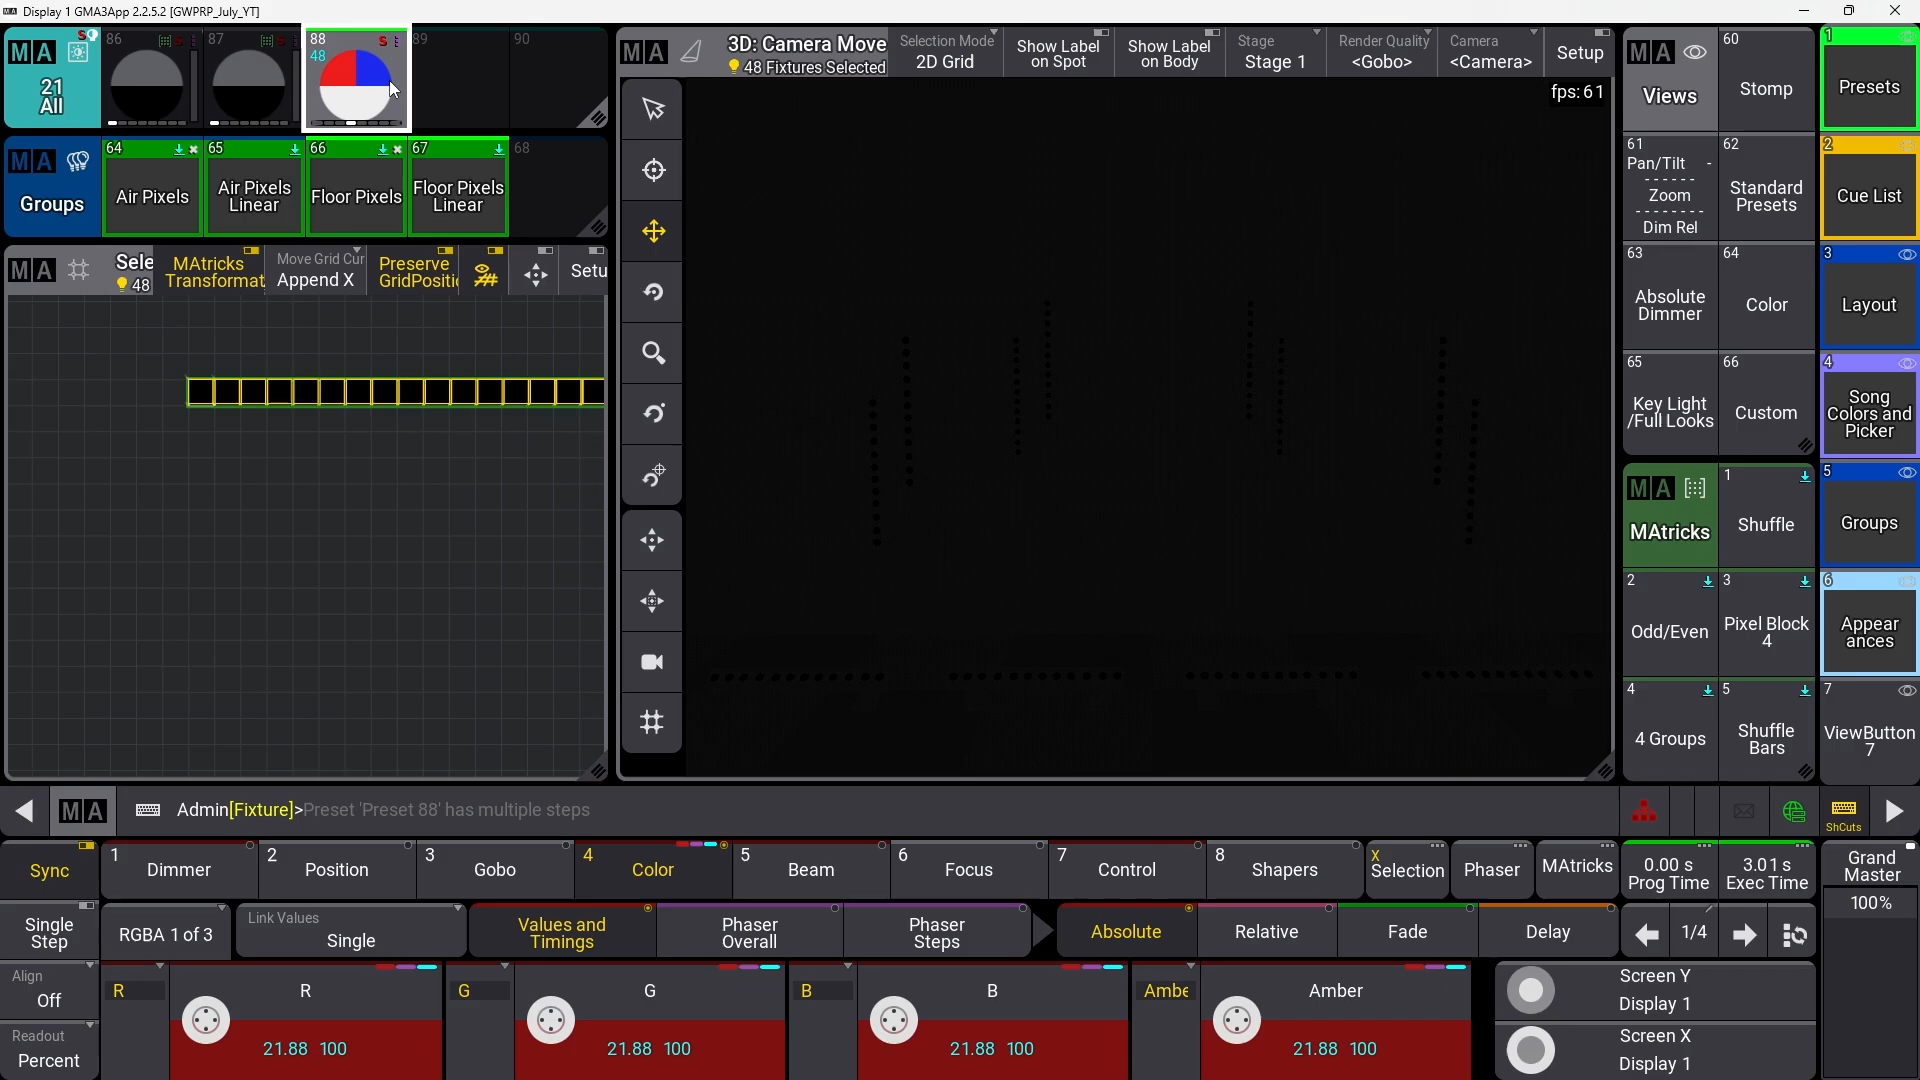 Display 1 GMA3App 2.2.5.2 [GWPRP_July_YT]
MA
21
All
86
87
88
48
89
90
MA
Groups
64
Air Pixels
65
Air Pixels
Linear
66
Floor Pixels
67
Floor Pixels
Linear
68
MA
Sele
48
MAtricks
Transformat
Move Grid Cur
Append X
Preserve
GridPositi
Setu
MA
3D: Camera Move
48 Fixtures Selected
Selection Mode
2D Grid
Show Label
on Spot
Show Label
on Body
Stage
Stage 1
Render Quality
<Gobo>
Camera
<Camera>
Setup
fps: 61
MA
Views
60
Stomp
61
Pan/Tilt -
------
Zoom
--------
Dim Rel
62
Standard
Presets
63
Absolute
Dimmer
64
Color
65
Key Light
/Full Looks
66
Custom
MA
MAtricks
1
Shuffle
2
Odd/Even
3
Pixel Block
4
4
4 Groups
5
Shuffle
Bars
1
Presets
2
Cue List
3
Layout
4
Song
Colors and
Picker
5
Groups
6
Appear
ances
7
ViewButton
7
MA
Admin[Fixture]>Preset 'Preset 88' has multiple steps
ShCuts
Sync
1
Dimmer
2
Position
3
Gobo
4
Color
5
Beam
6
Focus
7
Control
8
Shapers
X
Selection
Phaser
MAtricks
0.00 s
Prog Time
3.01 s
Exec Time
Grand
Master
100%
Single
Step
RGBA 1 of 3
Link Values
Single
Values and
Timings
Phaser
Overall
Phaser
Steps
Absolute
Relative
Fade
Delay
1/4
Align
Off
Readout
Percent
R
R
21.88 100
G
G
21.88 100
B
B
21.88 100
Ambe
Amber
21.88 100
Screen Y
Display 1
Screen X
Display 1